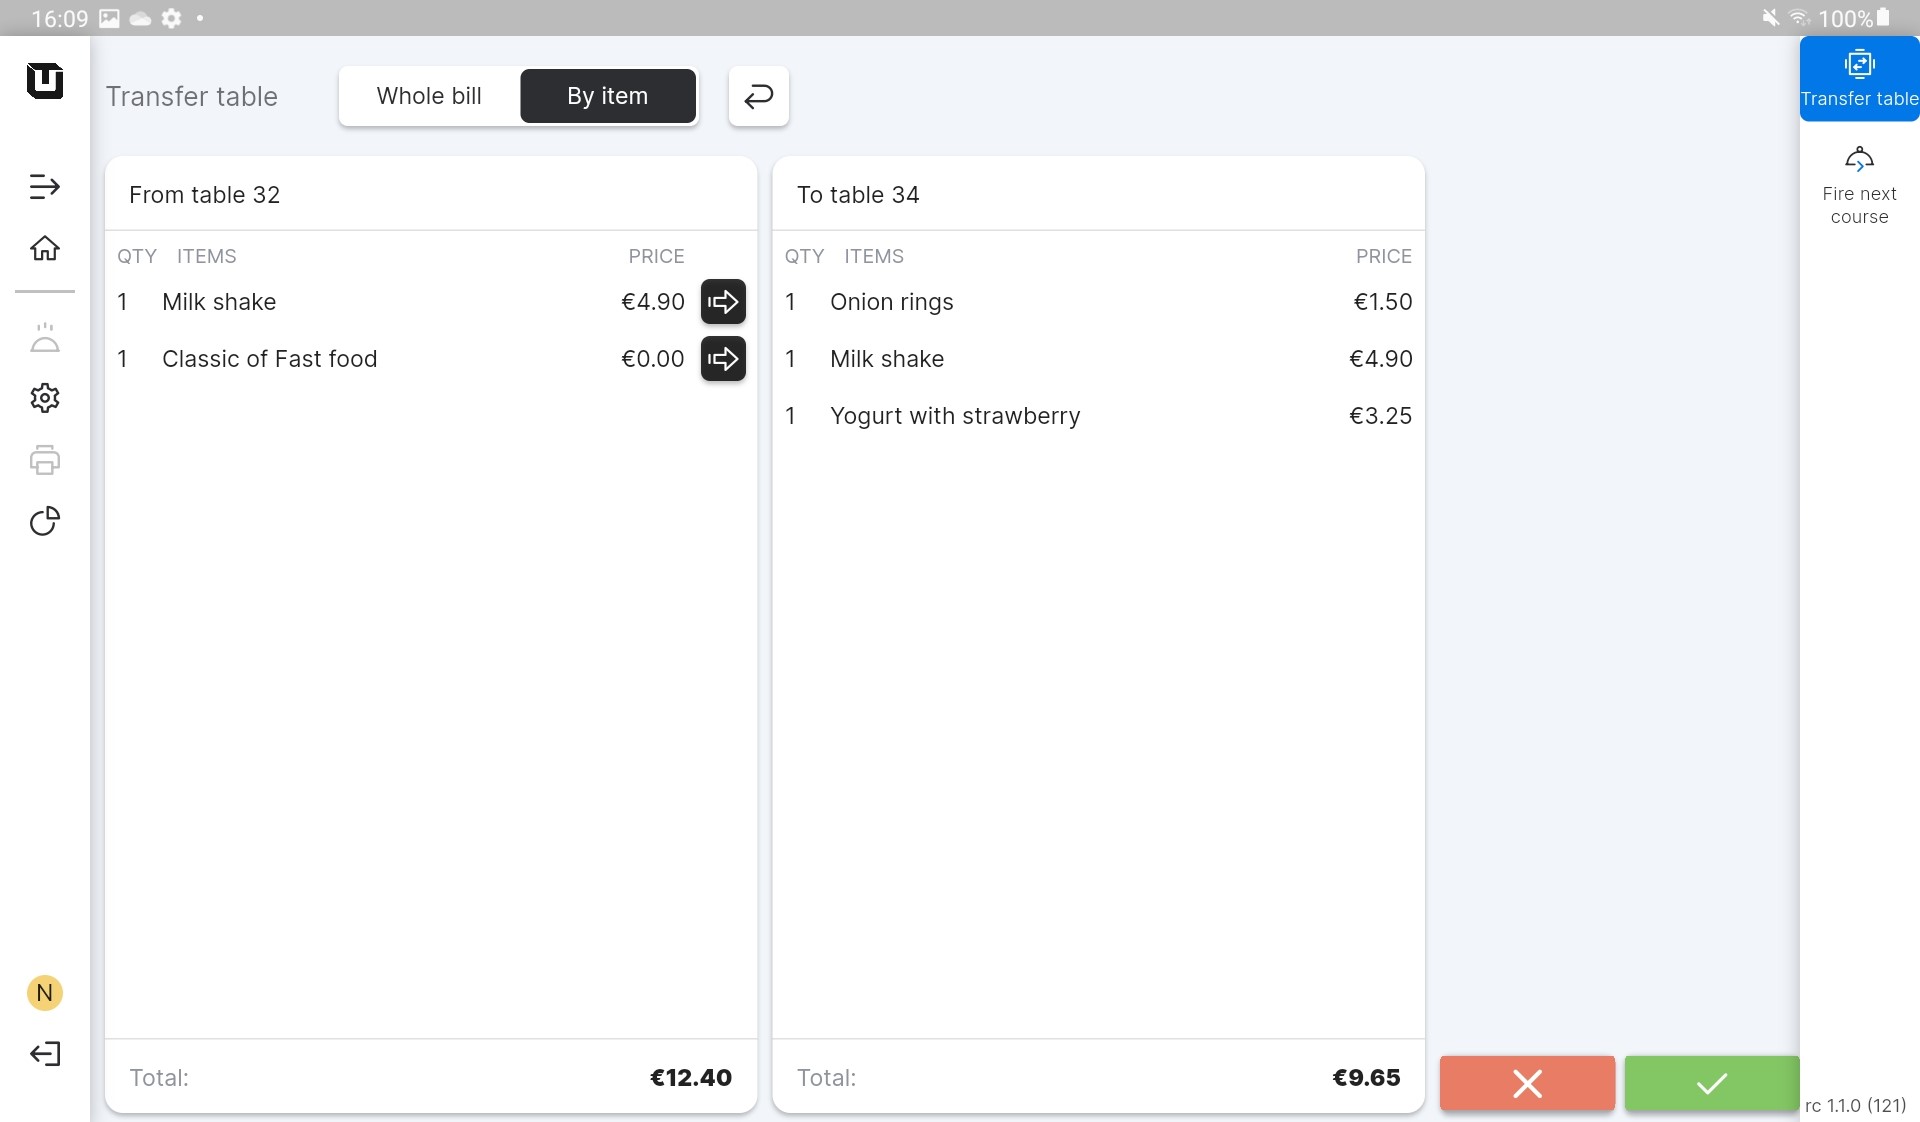 16:09
100%
Transfer table
Whole bill
By item
Transfer table
Fire next
course
From table 32
QTY ITEMS PRICE
1 Milk shake €4.90
1 Classic of Fast food €0.00
Total: €12.40
To table 34
QTY ITEMS PRICE
1 Onion rings €1.50
1 Milk shake €4.90
1 Yogurt with strawberry €3.25
Total: €9.65
N
rc 1.1.0 (121)